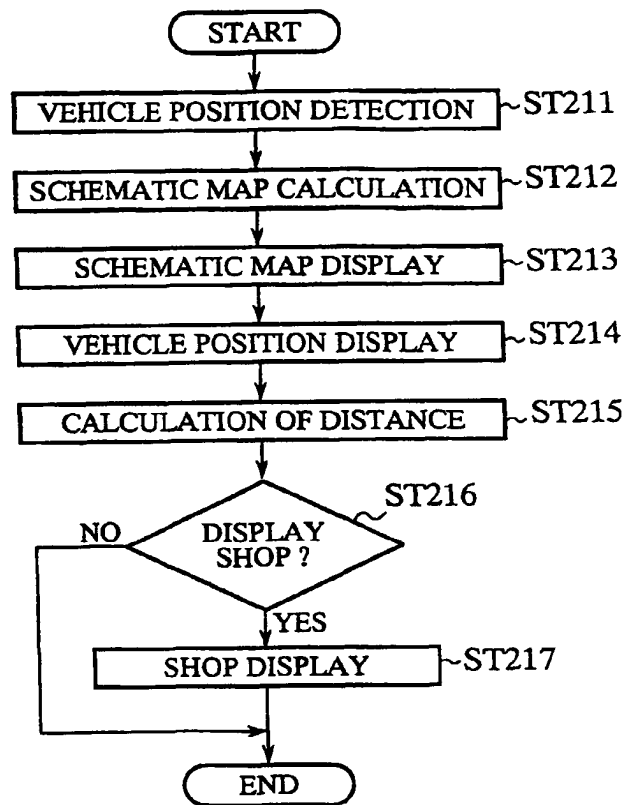 START
VEHICLE POSITION DETECTION ~ST211
SCHEMATIC MAP CALCULATION ~ST212
SCHEMATIC MAP DISPLAY ~ST213
VEHICLE POSITION DISPLAY ~ST214
CALCULATION OF DISTANCE ~ST215
ST216
NO
DISPLAY
SHOP ?
YES
SHOP DISPLAY ~ST217
END